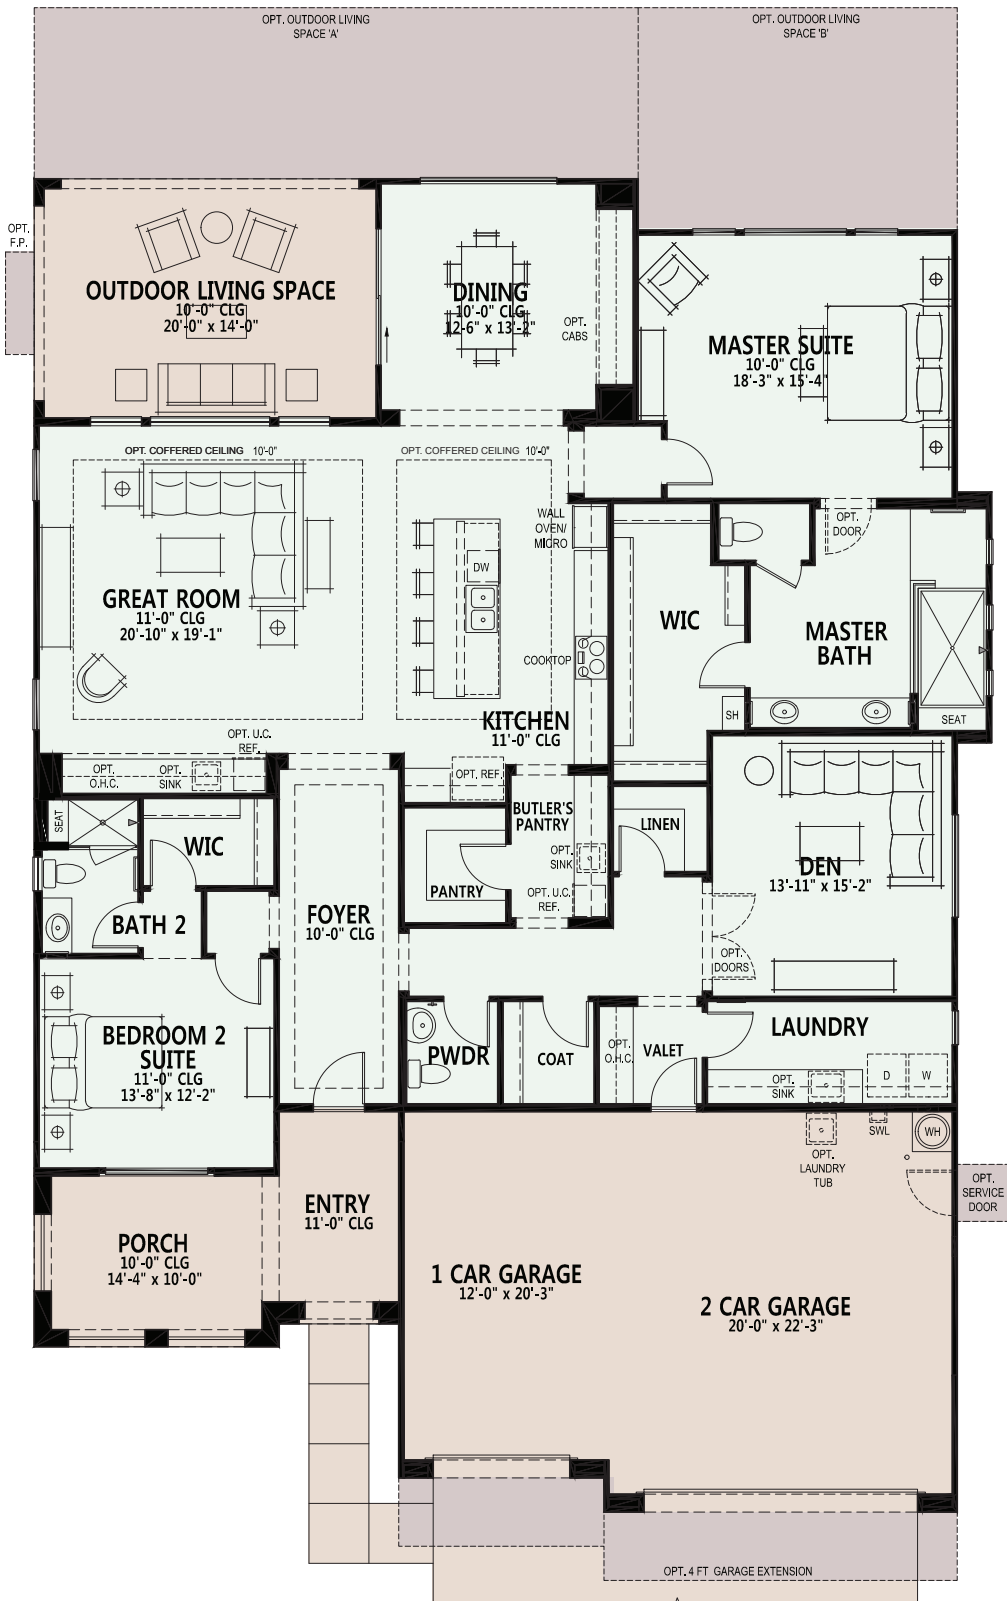 OPT. OUTDOOR LIVING
SPACE 'A'
OPT. OUTDOOR LIVING
SPACE 'B'
OPT.
F.P.
OUTDOOR LIVING SPACE
10'-0" CLG
20'-0" x 14'-0"
DINING
10'-0" CLG
12-6" x 13'-2"
OPT.
CABS
MASTER SUITE
10'-0" CLG
18'-3" x 15'-4"
OPT. COFFERED CEILING 10'-0"
OPT. COFFERED CEILING 10'-0"
WALL
OVEN/
MICRO
OPT.
DOOR
DW
GREAT ROOM
11'-0" CLG
20'-10" x 19'-1"
WIC
MASTER
BATH
COOKTOP
KITCHEN
11'-0" CLG
SH
SEAT
OPT. U.C.
REF.
OPT.
O.H.C.
OPT.
SINK
OPT. REF.
SEAT
WIC
BUTLER'S
PANTRY
LINEN
OPT.
SINK
DEN
13'-11" x 15'-2"
PANTRY
OPT. U.C.
REF.
BATH 2
FOYER
10'-0" CLG
OPT.
DOORS
BEDROOM 2
SUITE
11'-0" CLG
13'-8" x 12'-2"
PWDR
COAT
OPT.
O.H.C.
VALET
LAUNDRY
OPT.
SINK
D
W
OPT.
LAUNDRY
TUB
SWL
WH
OPT.
SERVICE
DOOR
ENTRY
11'-0" CLG
PORCH
10'-0" CLG
14'-4" x 10'-0"
1 CAR GARAGE
12'-0" x 20'-3"
2 CAR GARAGE
20'-0" x 22'-3"
OPT. 4 FT GARAGE EXTENSION